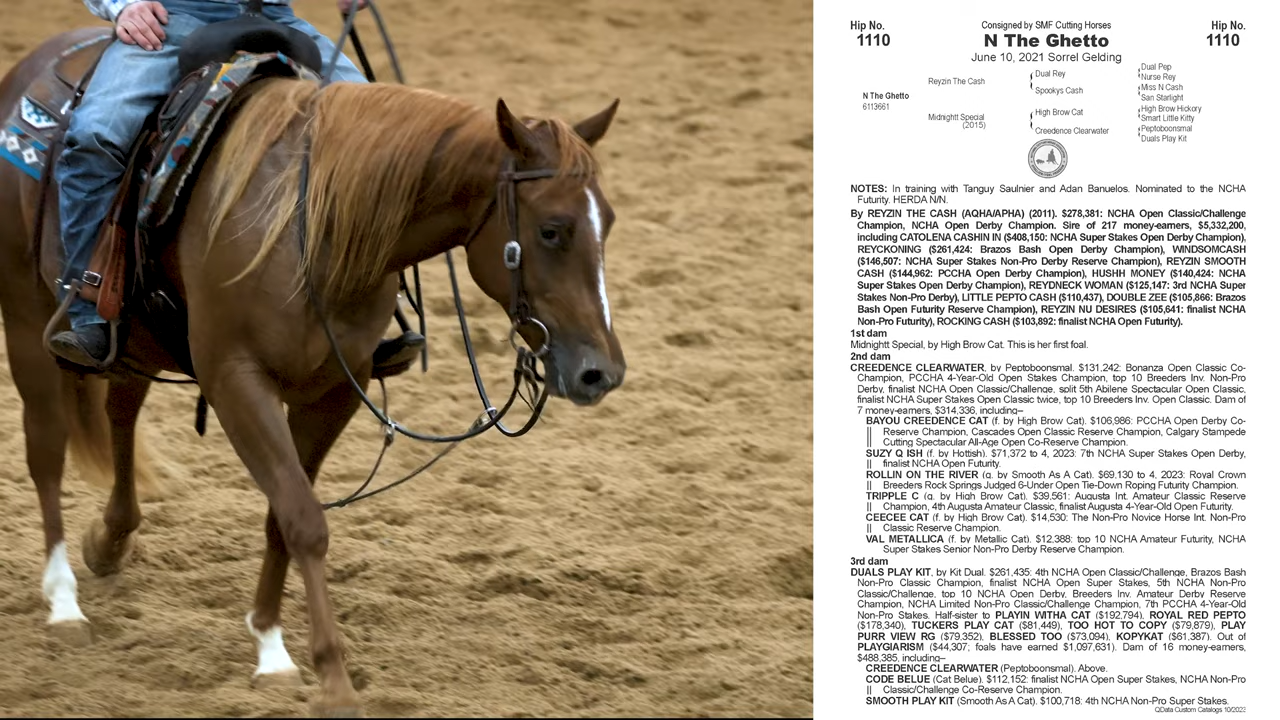 Hip No.
1110
Consigned by SMF Cutting Horses
N The Ghetto
June 10, 2021 Sorrel Gelding
Hip No.
1110
N The Ghetto
6113661
Reyzin The Cash
Midnightt Special
(2015)
Dual Rey
Spookys Cash
High Brow Cat
Creedence Clearwater
Dual Pep
Nurse Rey
Miss N Cash
San Starlight
High Brow Hickory
Smart Little Kitty
Peptoboonsmal
Duals Play Kit
NOTES: In training with Tanguy Saulnier and Adan Banuelos. Nominated to the NCHA
Futurity. HERDA N/N.
By REYZIN THE CASH (AQHA/APHA) (2011). $278,381: NCHA Open Classic/Challenge
Champion, NCHA Open Derby Champion. Sire of 217 money-earners, $5,332,200,
including CATOLENA CASHIN IN ($408,150: NCHA Super Stakes Open Derby Champion),
REYCKONING ($261,424: Brazos Bash Open Derby Champion), WINDSOMCASH
($146,507: NCHA Super Stakes Non-Pro Derby Reserve Champion), REYZIN SMOOTH
CASH ($144,962: PCCHA Open Derby Champion), HUSHH MONEY ($140,424: NCHA
Super Stakes Open Derby Champion), REYDNECK WOMAN ($125,147: 3rd NCHA Super
Stakes Non-Pro Derby), LITTLE PEPTO CASH ($110,437), DOUBLE ZEE ($105,866: Brazos
Bash Open Futurity Reserve Champion), REYZIN NU DESIRES ($105,641: finalist NCHA
Non-Pro Futurity), ROCKING CASH ($103,892: finalist NCHA Open Futurity).
1st dam
Midnightt Special, by High Brow Cat. This is her first foal.
2nd dam
CREEDENCE CLEARWATER, by Peptoboonsmal. $131,242: Bonanza Open Classic Co-
Champion, PCCHA 4-Year-Old Open Stakes Champion, top 10 Breeders Inv. Non-Pro
Derby, finalist NCHA Open Classic/Challenge, split 5th Abilene Spectacular Open Classic,
finalist NCHA Super Stakes Open Classic twice, top 10 Breeders Inv. Open Classic. Dam of
7 money-earners, $314,336, including–
BAYOU CREEDENCE CAT (f. by High Brow Cat). $106,986: PCCHA Open Derby Co-
|| Reserve Champion, Cascades Open Classic Reserve Champion, Calgary Stampede
|| Cutting Spectacular All-Age Open Co-Reserve Champion.
SUZY Q ISH (f. by Hottish). $71,372 to 4, 2023: 7th NCHA Super Stakes Open Derby,
|| finalist NCHA Open Futurity.
ROLLIN ON THE RIVER (g. by Smooth As A Cat). $69,130 to 4, 2023: Royal Crown
|| Breeders Rock Springs Judged 6-Under Open Tie-Down Roping Futurity Champion.
TRIPPLE C (g. by High Brow Cat). $39,561: Augusta Int. Amateur Classic Reserve
|| Champion, 4th Augusta Amateur Classic, finalist Augusta 4-Year-Old Open Futurity.
CEECEE CAT (f. by High Brow Cat). $14,530: The Non-Pro Novice Horse Int. Non-Pro
|| Classic Reserve Champion.
VAL METALLICA (f. by Metallic Cat). $12,388: top 10 NCHA Amateur Futurity, NCHA
Super Stakes Senior Non-Pro Derby Reserve Champion.
3rd dam
DUALS PLAY KIT, by Kit Dual. $261,435: 4th NCHA Open Classic/Challenge, Brazos Bash
Non-Pro Classic Champion, finalist NCHA Open Super Stakes, 5th NCHA Non-Pro
Classic/Challenge, top 10 NCHA Open Derby, Breeders Inv. Amateur Derby Reserve
Champion, NCHA Limited Non-Pro Classic/Challenge Champion, 7th PCCHA 4-Year-Old
Non-Pro Stakes. Half-sister to PLAYIN WITHA CAT ($192,794), ROYAL RED PEPTO
($178,340), TUCKERS PLAY CAT ($81,449), TOO HOT TO COPY ($79,879), PLAY
PURR VIEW RG ($79,352), BLESSED TOO ($73,094), KOPYKAT ($61,387). Out of
PLAYGIARISM ($44,307; foals have earned $1,097,631). Dam of 16 money-earners,
$488,385, including–
CREEDENCE CLEARWATER (Peptoboonsmal). Above.
CODE BELUE (Cat Belue). $112,152: finalist NCHA Open Super Stakes, NCHA Non-Pro
|| Classic/Challenge Co-Reserve Champion.
SMOOTH PLAY KIT (Smooth As A Cat). $100,718: 4th NCHA Non-Pro Super Stakes.
QData Custom Catalogs 10/2023